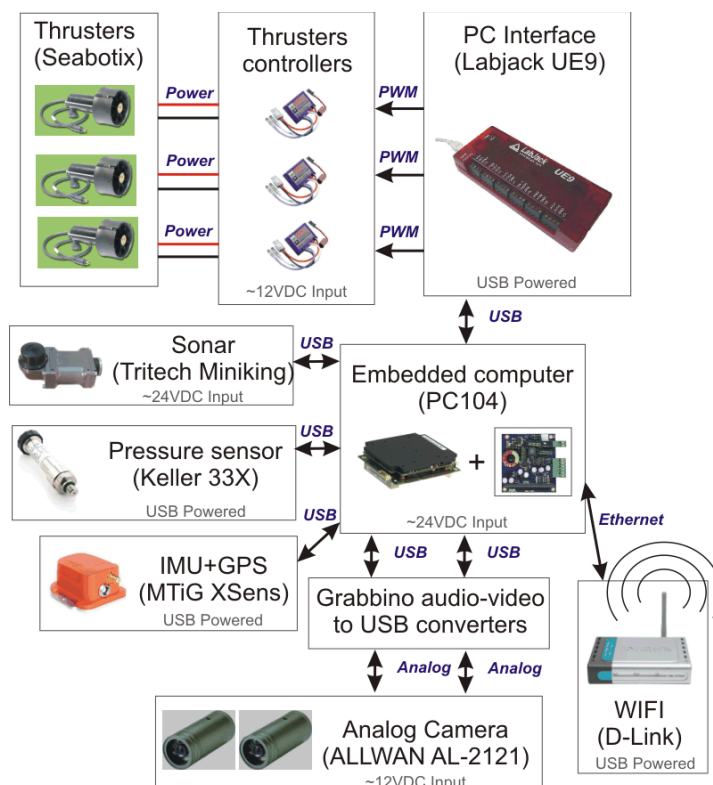 Thrusters
(Seabotix)
Power
Power
Power
Thrusters
controllers
~12VDC Input
PWM
PWM
PWM
PC Interface
(Labjack UE9)
LabJack
UE9
USB Powered
USB
Sonar
(Tritech Miniking)
~24VDC Input
USB
Pressure sensor
(Keller 33X)
USB Powered
USB
IMU+GPS
(MTiG XSens)
USB Powered
USB
Embedded computer
(PC104)
+
~24VDC Input
Ethernet
USB
USB
Grabbino audio-video
to USB converters
Analog
Analog
Analog Camera
(ALLWAN AL-2121)
~12VDC Input
WIFI
(D-Link)
USB Powered